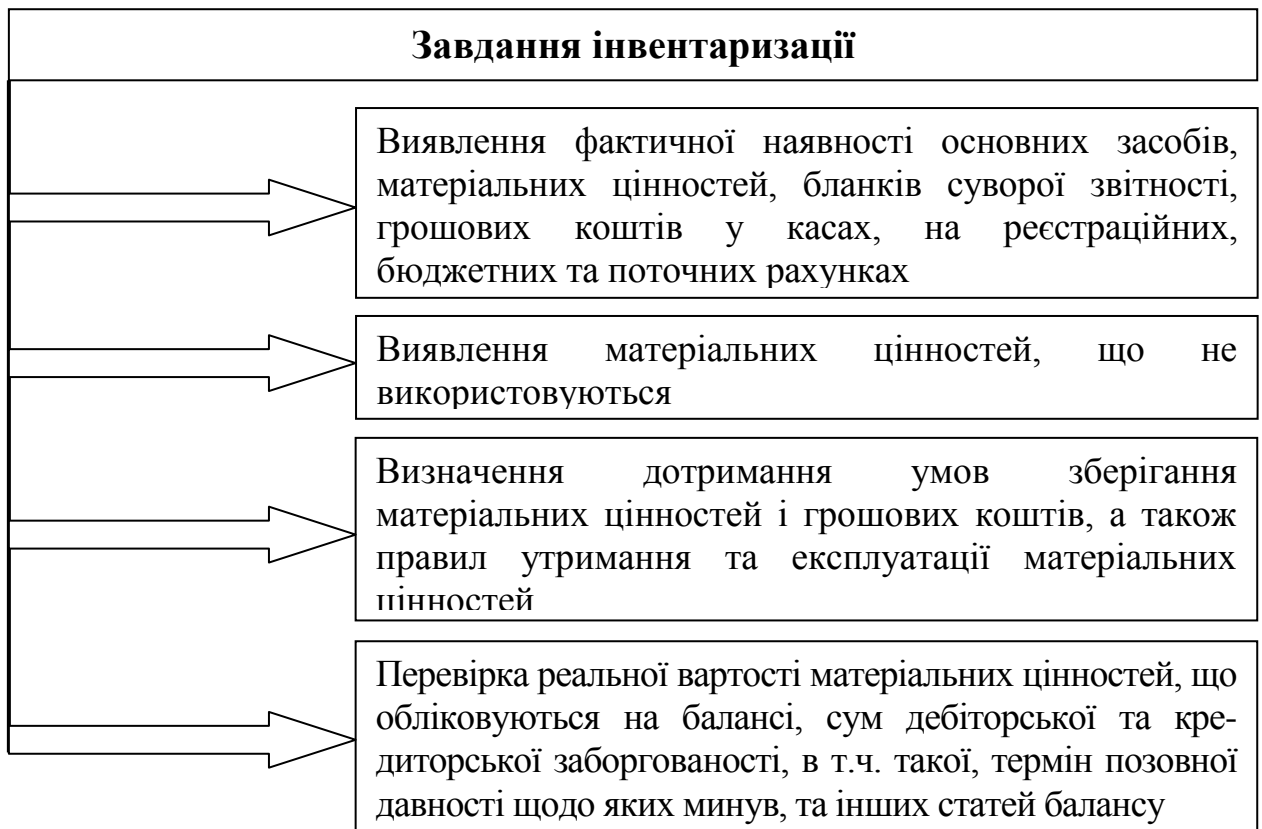 Завдання інвентаризації
Виявлення фактичної наявності основних засобів,
матеріальних цінностей, бланків суворої звітності,
грошових коштів у касах, на реєстраційних,
бюджетних та поточних рахунках
Виявлення матеріальних цінностей, що не
використовуються
Визначення дотримання умов зберігання
матеріальних цінностей і грошових коштів, а також
правил утримання та експлуатації матеріальних
цінностей
Перевірка реальної вартості матеріальних цінностей, що
обліковуються на балансі, сум дебіторської та кре-
диторської заборгованості, в т.ч. такої, термін позовної
давності щодо яких минув, та інших статей балансу